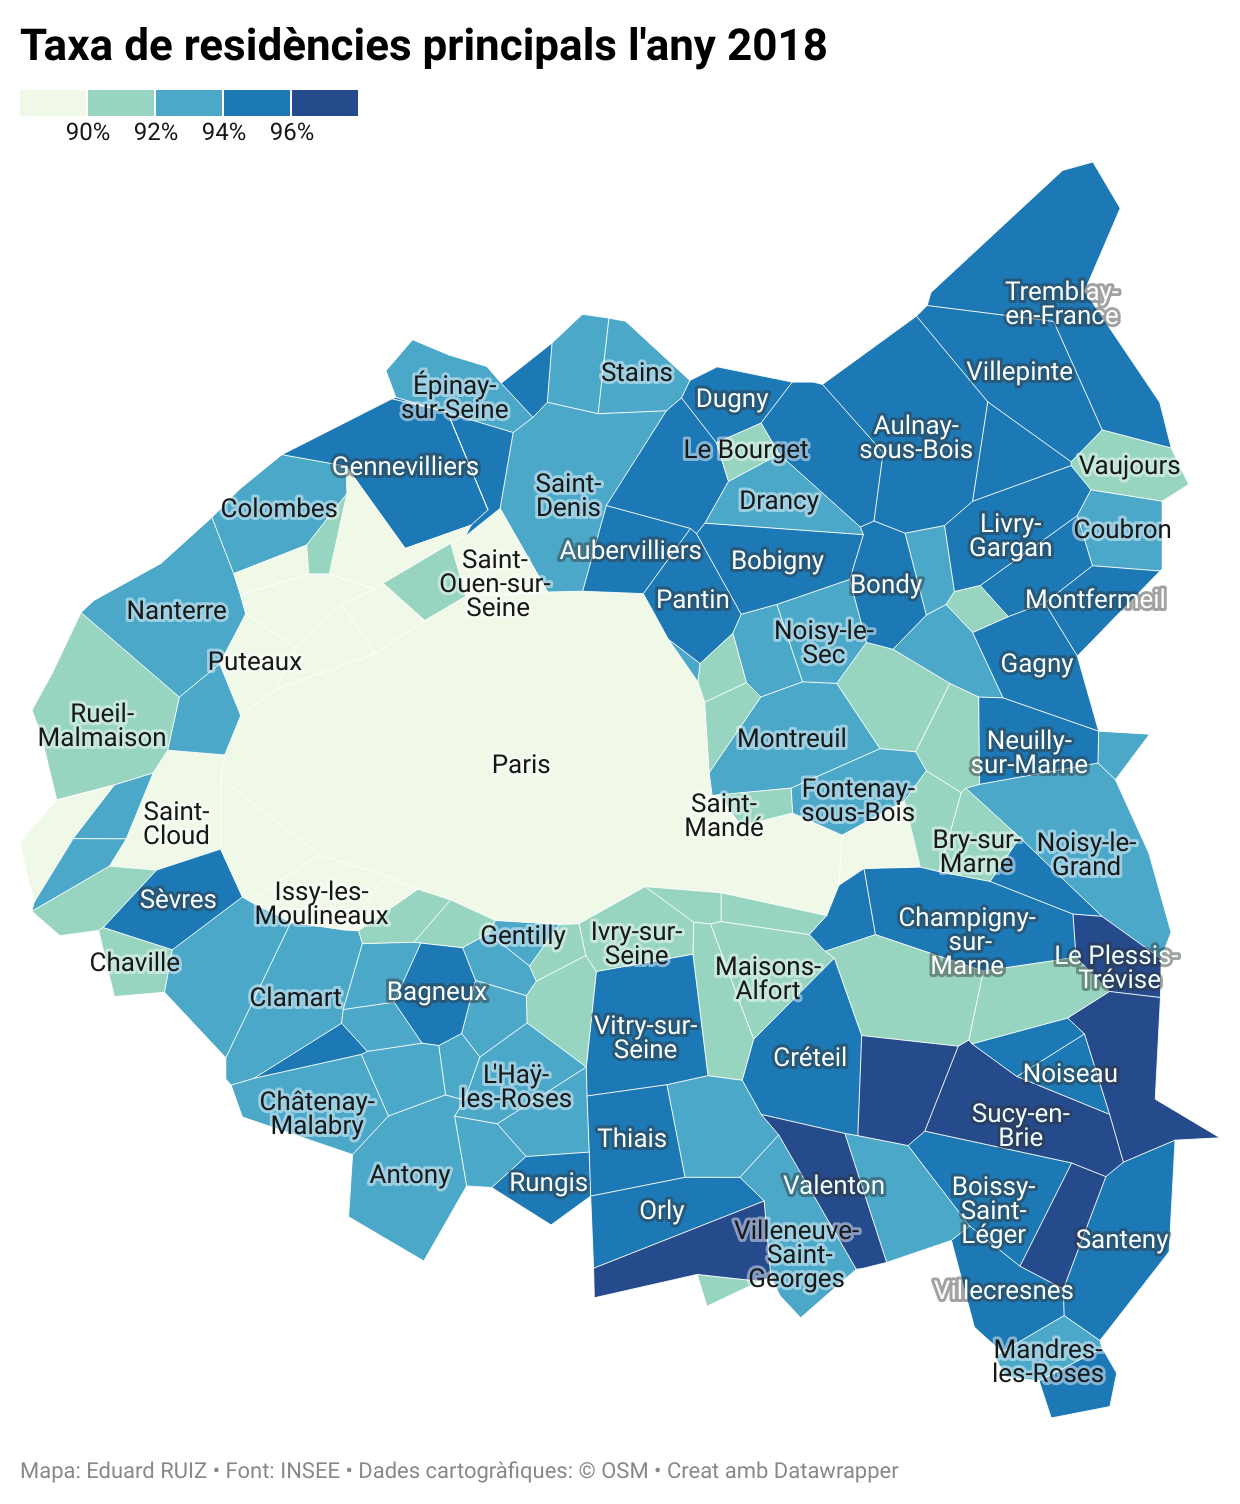 Taxa de residències principals l'any 2018
90% 92% 94% 96%
Tremblay-
en-France
Villepinte
Stains
Épinay-
sur-Seine
Dugny
Aulnay-
sous-Bois
Le Bourget
Gennevilliers
Vaujours
Saint-
Denis
Drancy
Colombes
Livry-
Gargan
Coubron
Aubervilliers
Bobigny
Saint-
Ouen-sur-
Seine
Bondy
Pantin
Montfermeil
Nanterre
Noisy-le-
Sec
Puteaux
Gagny
Rueil-
Malmaison
Montreuil
Neuilly-
sur-Marne
Paris
Fontenay-
sous-Bois
Saint-
Mandé
Saint-
Cloud
Bry-sur-
Marne
Noisy-le-
Grand
Sèvres
Issy-les-
Moulineaux
Champigny-
sur-
Marne
Gentilly
Ivry-sur-
Seine
Chaville
Maisons-
Alfort
Le Plessis-
Trévise
Clamart
Bagneux
Vitry-sur-
Seine
Créteil
Noiseau
L'Haÿ-
les-Roses
Châtenay-
Malabry
Sucy-en-
Brie
Thiais
Antony
Rungis
Valenton
Boissy-
Saint-
Léger
Orly
Villeneuve-
Saint-
Georges
Santeny
Villecresnes
Mandres-
les-Roses
Mapa: Eduard RUIZ • Font: INSEE • Dades cartogràfiques: © OSM • Creat amb Datawrapper